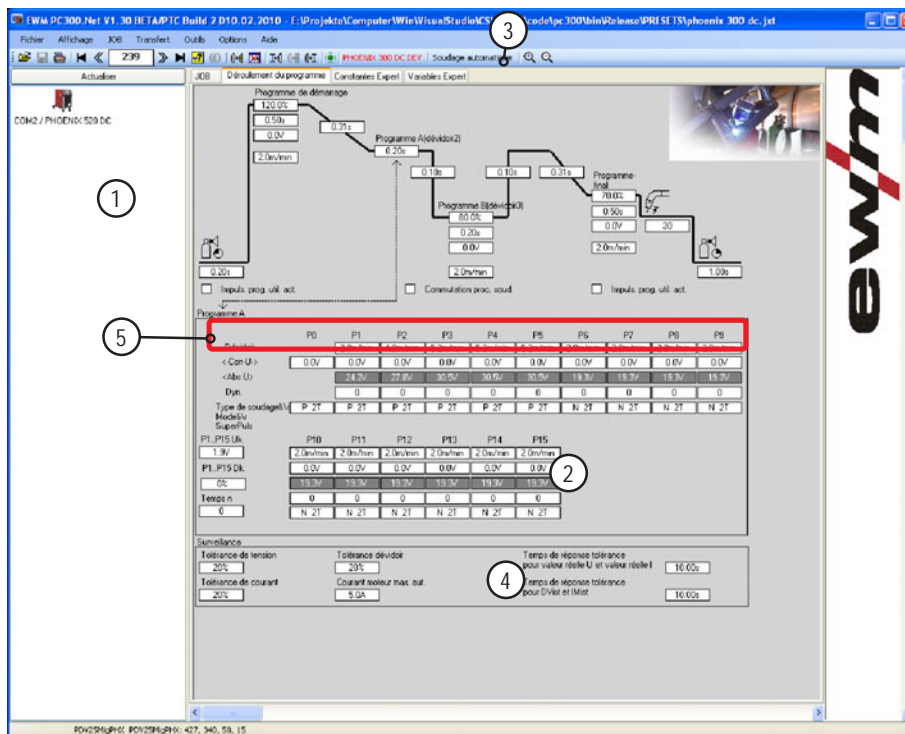 EWM PC300.Net V1.30 BETA/PTC Build 2 D10.02.2010 - E:\Projekte\Computer\WinWisualStudio\CS code\pc300\bin\Release\PRESETS\phoenix 300 dc.jxt
3
Fichier Affichage JOB Transfert Outils Options Aide
239 PHOENIX 300 DC DEV Soudage automatique
Actualiser
JOB Déroulement du programme Constantes Expert Variables Expert
COM2 / PHOENIX 520 DC
1
Programme de démarrage
120.0%
0.50s
0.0V
2.0m/min
0.31s
Programme A(dévidoir2)
0.20s
0.10s 0.10s 0.31s
Programme B(dévidoir3)
80.0%
0.20s
0.0V
2.0m/min
Programme-
final
70.0%
0.50s
0.0V
2.0m/min
30
0.20s 1.00s
Impuls. prog. util. act. Commutation proc. soud. Impuls. prog. util. act.
ewm
Programme A
5
P0 P1 P2 P3 P4 P5 P6 P7 P8 P9
<Corr-U> 0.0V 0.0V 0.0V 0.0V 0.0V 0.0V 0.0V 0.0V 0.0V 0.0V
<Abs U> 24.2V 27.8V 30.5V 30.5V 30.5V 19.3V 19.3V 19.3V 19.3V
Dyn. 0 0 0 0 0 0 0 0 0
P 2T P 2T P 2T P 2T P 2T P 2T N 2T N 2T N 2T N 2T
SuperPuls
P1..P15 Uk P10 P11 P12 P13 P14 P15
1.9V 2.0m/min 2.0m/min 2.0m/min 2.0m/min 2.0m/min 2.0m/min
P1..P15 Dk. 0.0V 0.0V 0.0V 0.0V 0.0V 0.0V
2
0% 19.3V 19.3V 19.3V 19.3V 19.3V 19.3V
Temps n 0 0 0 0 0 0
0 N 2T N 2T N 2T N 2T N 2T N 2T
Surveillance
Tolérance de tension Tolérance dévidoir Temps de réponse tolérance
20% 20% pour valeur réelle U et valeur réelle I 10.00s
4
Tolérance de courant Courant moteur max. aut. Temps de réponse tolérance
20% 5.0A pour DVist et IMist 10.00s
PDV25MigPHX: PDV25MigPHX: 427, 340, 58, 15